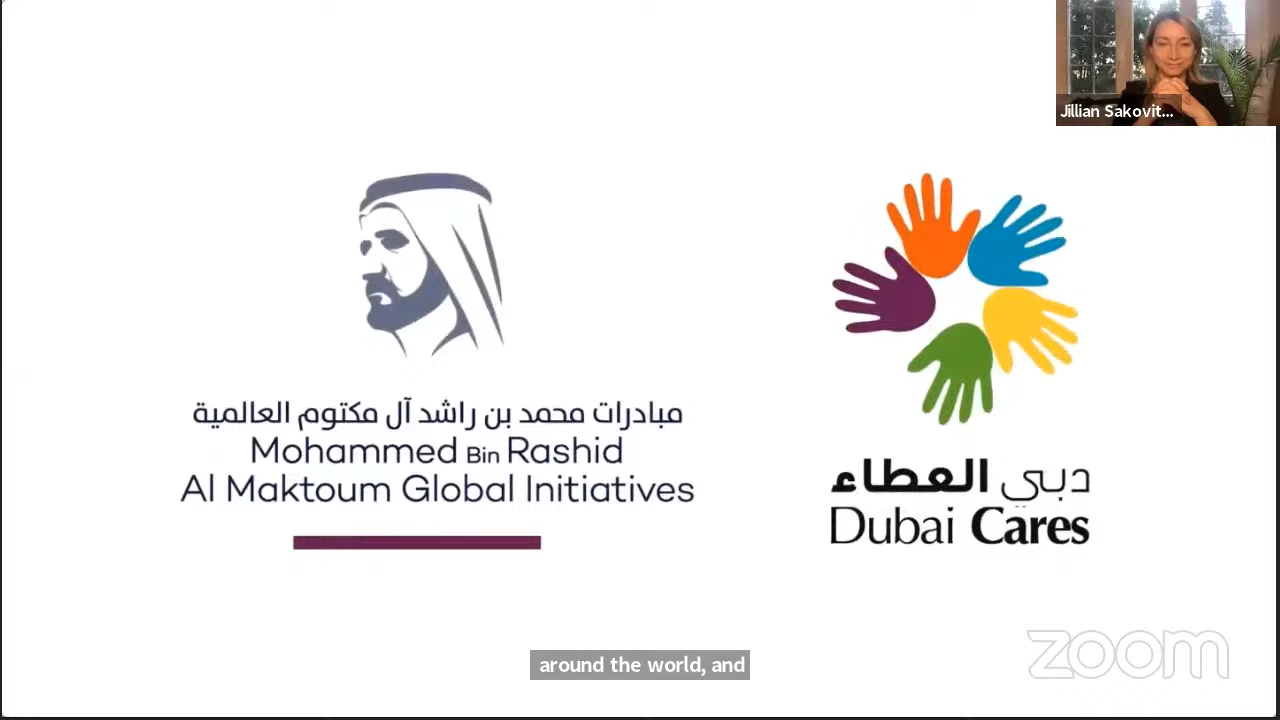 Jillian Sakovit...
مبادرات محمد بن راشد آل مكتوم العالمية
Mohammed Bin Rashid
Al Maktoum Global Initiatives
دبي العطاء
Dubai Cares
around the world, and
zoom